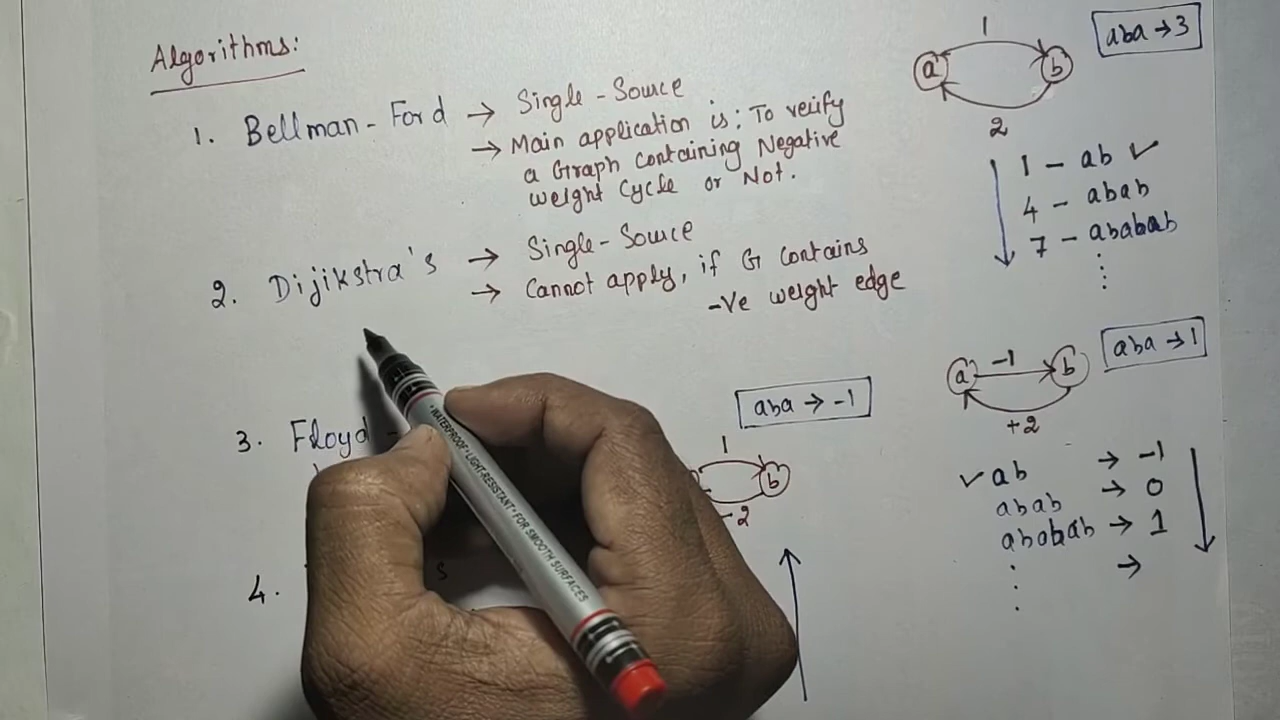 Algorithms:
1. Bellman-Ford → Single-Source
→ Main application is: To verify
a Graph containing Negative
weight cycle or Not.
2. Dijikstra's → Single-Source
→ Cannot apply, if G contains
-Ve weight edge
3. Floyd -
4.
s
aba → 3
1
a b
2
1 - ab ✓
4 - abab
7 - ababab
aba → 1
-1
a b
+2
✓ ab → -1
abab → 0
ababab → 1
→
aba → -1
1
b
-2
WATERPROOF • LIGHT-RESISTANT • FOR SMOOTH SURFACES